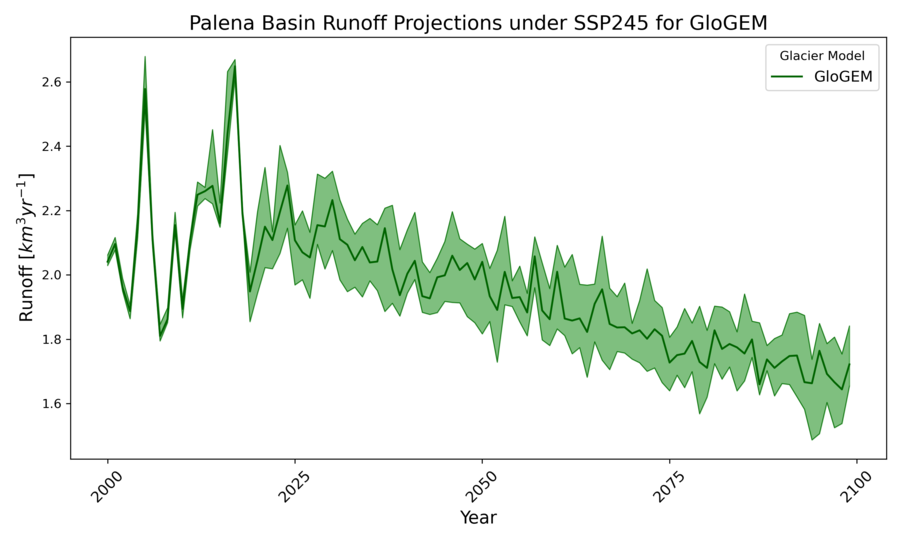 Palena Basin Runoff Projections under SSP245 for GloGEM
Glacier Model
GloGEM
Runoff [km³yr⁻¹]
2.6
2.4
2.2
2.0
1.8
1.6
2000
2025
2050
2075
2100
Year